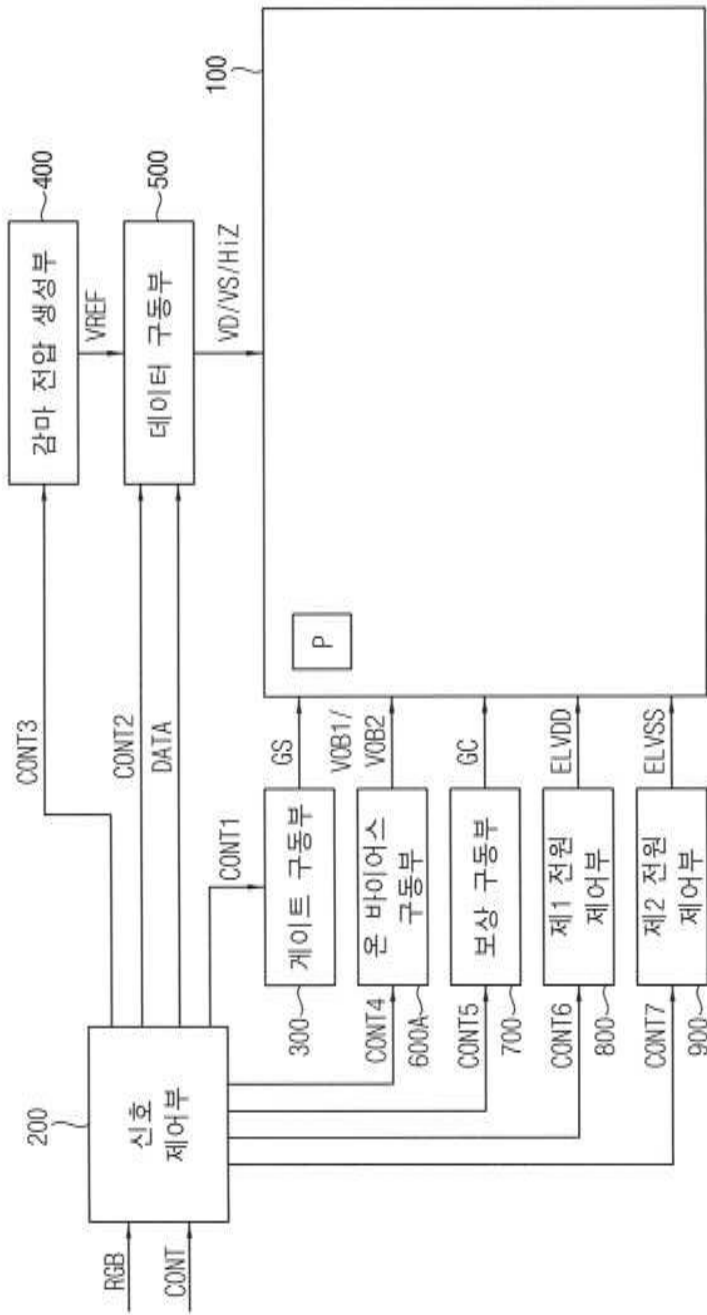 RGB
CONT
200
신호
제어부
CONT3
CONT2
DATA
CONT1
감마 전압 생성부
400
VREF
데이터 구동부
500
VD/VS/HiZ
게이트 구동부
300
GS
CONT4
온 바이어스
구동부
600A
VOB1/
VOB2
CONT5
보상 구동부
700
GC
CONT6
제1 전원
제어부
800
ELVDD
CONT7
제2 전원
제어부
900
ELVSS
P
100